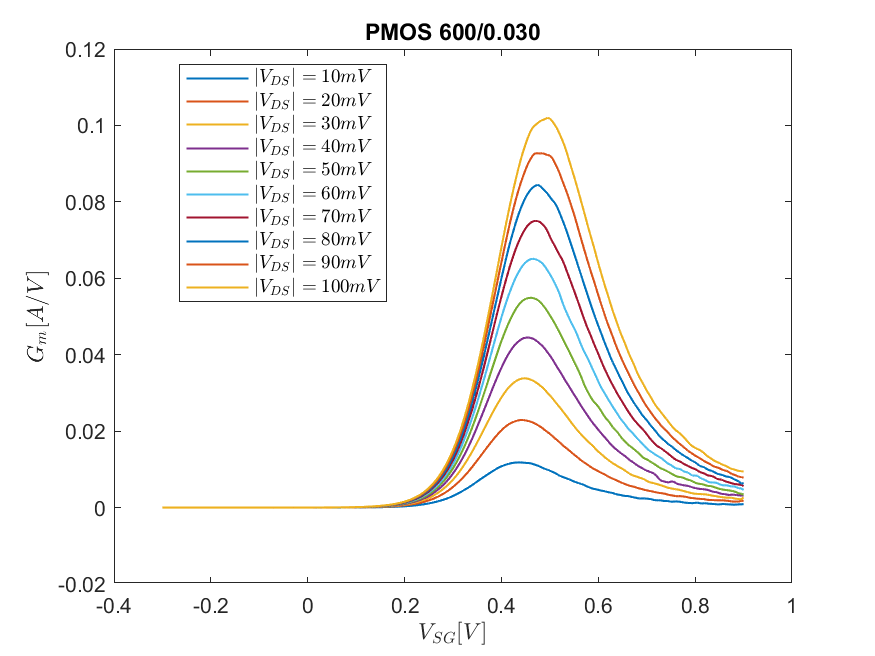 PMOS 600/0.030
0.12
0.1
0.08
0.06
0.04
0.02
0
-0.02
G_m[A/V]
|V_DS| = 10mV
|V_DS| = 20mV
|V_DS| = 30mV
|V_DS| = 40mV
|V_DS| = 50mV
|V_DS| = 60mV
|V_DS| = 70mV
|V_DS| = 80mV
|V_DS| = 90mV
|V_DS| = 100mV
-0.4 -0.2 0 0.2 0.4 0.6 0.8 1
V_SG[V]